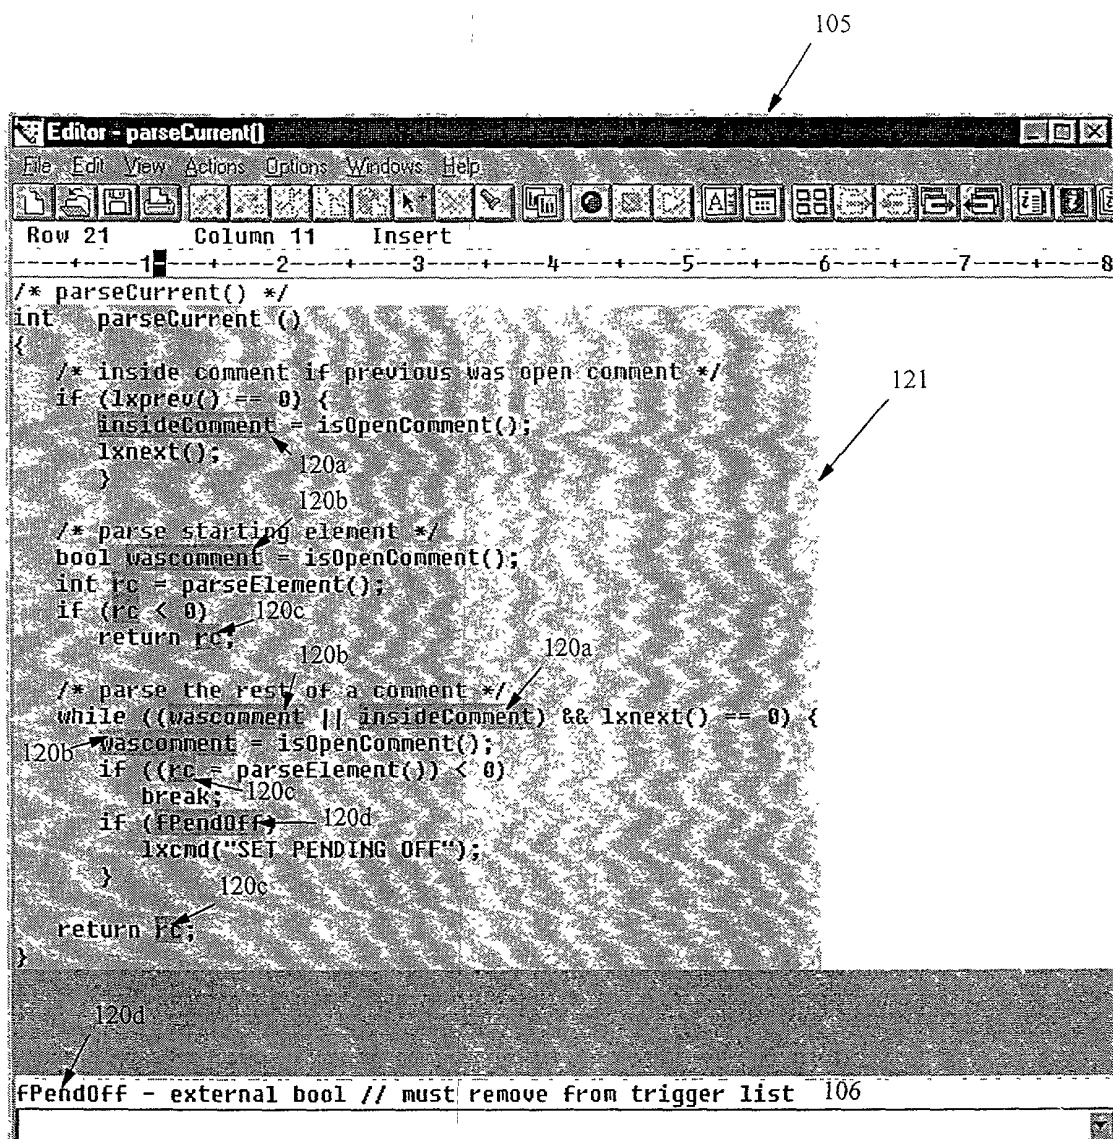 105
Editor - parseCurrent()
File Edit View Actions Options Windows Help
Row 21 Column 11 Insert
----+----1----+----2----+----3----+----4----+----5----+----6----+----7----+----8
/* parseCurrent() */
int parseCurrent ()
{
/* inside comment if previous was open comment */
121
if (lxprev() == 0) {
insideComment = isOpenComment();
lxnext();
120a
}
120b
/* parse starting element */
bool wascomment = isOpenComment();
int rc = parseElement();
if (rc < 0)
120c
return rc;
120b
120a
/* parse the rest of a comment */
while ((wascomment || insideComment) && lxnext() == 0) {
120b
wascomment = isOpenComment();
if ((rc = parseElement()) < 0)
break;
120c
if (fPendOff)
120d
lxcmd("SET PENDING OFF");
}
120c
return rc;
}
120d
fPendOff - external bool // must remove from trigger list
106